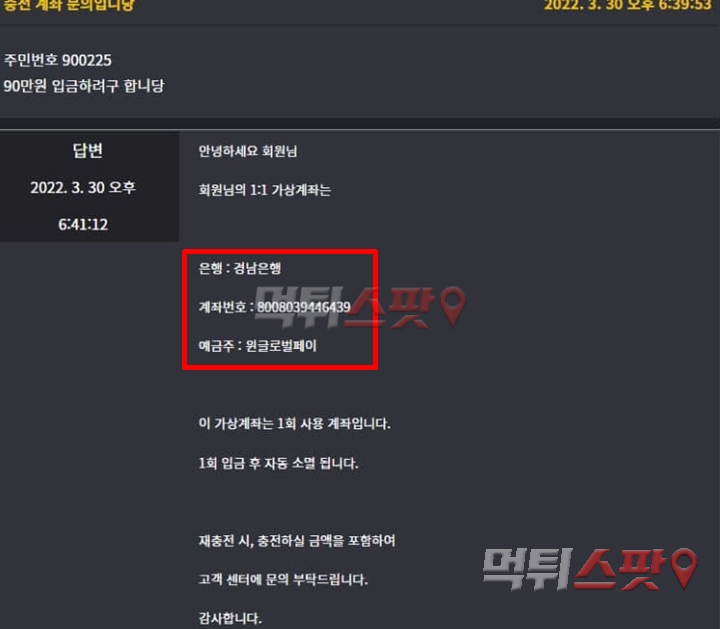 충전 계좌 문의입니당
2022. 3. 30 오후 6:39:53
주민번호 900225
90만원 입금하려구 합니당
답변
2022. 3. 30 오후
6:41:12
안녕하세요 회원님
회원님의 1:1 가상계좌는
은행 : 경남은행
계좌번호 : 8008039446439
예금주 : 윈글로벌페이
먹튀스팟
이 가상계좌는 1회 사용 계좌입니다.
1회 입금 후 자동 소멸 됩니다.
재충전 시, 충전하실 금액을 포함하여
고객 센터에 문의 부탁드립니다.
감사합니다.
먹튀스팟